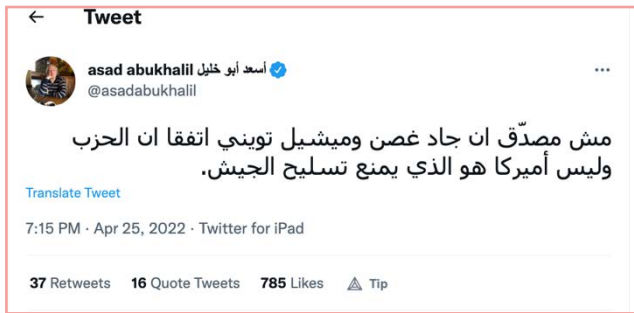 ← Tweet
asad abukhalil أسعد أبو خليل
@asadabukhalil
مش مصدّق ان جاد غصن وميشيل تويني اتفقا ان الحزب
وليس أميركا هو الذي يمنع تسليح الجيش.
Translate Tweet
7:15 PM · Apr 25, 2022 · Twitter for iPad
37 Retweets 16 Quote Tweets 785 Likes Tip